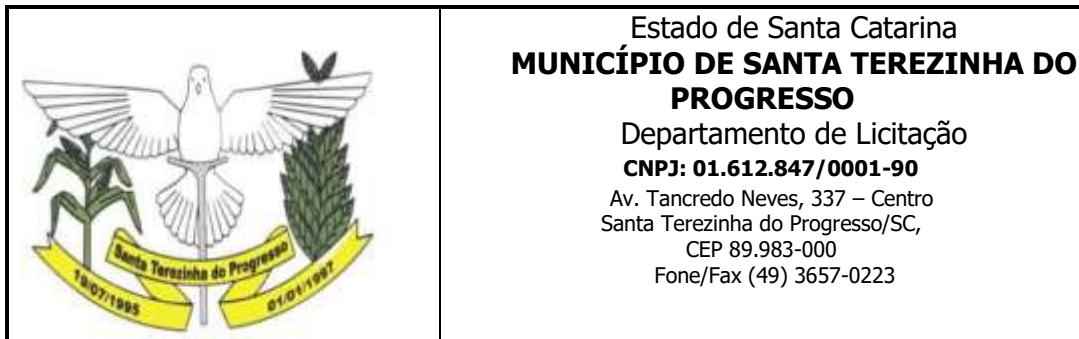 Santa Terezinha do Progresso
19/07/1995
01/01/1997
Estado de Santa Catarina
MUNICÍPIO DE SANTA TEREZINHA DO
PROGRESSO
Departamento de Licitação
CNPJ: 01.612.847/0001-90
Av. Tancredo Neves, 337 – Centro
Santa Terezinha do Progresso/SC,
CEP 89.983-000
Fone/Fax (49) 3657-0223